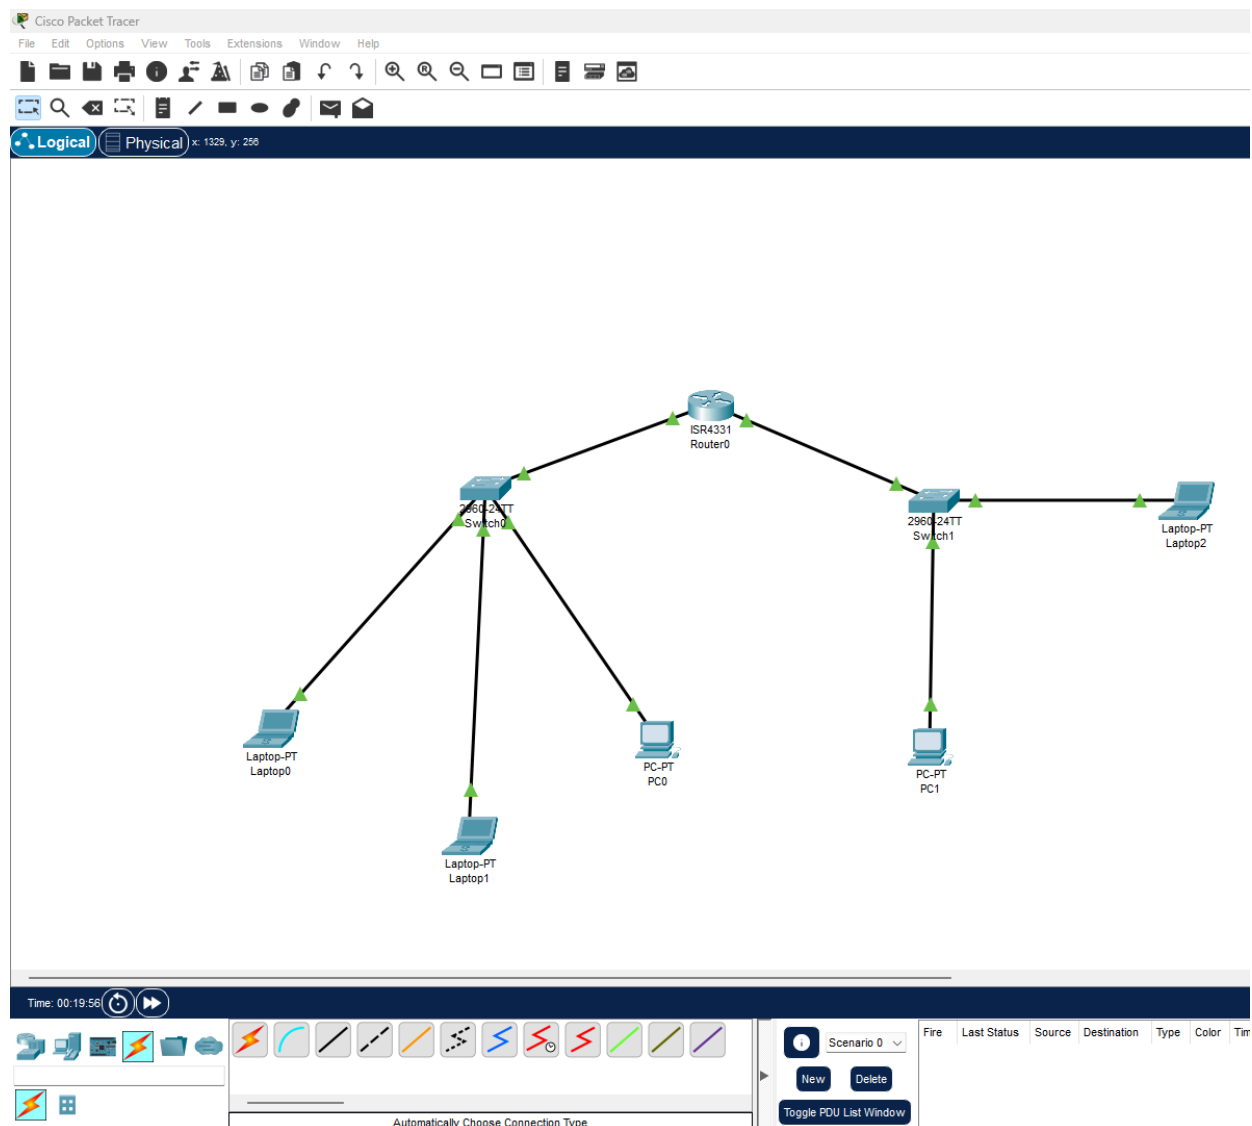 Cisco Packet Tracer
File Edit Options View Tools Extensions Window Help
Logical Physical x: 1329, y: 256
ISR4331
Router0
2960-24TT
Switch0
2960-24TT
Switch1
Laptop-PT
Laptop2
Laptop-PT
Laptop0
PC-PT
PC0
PC-PT
PC1
Laptop-PT
Laptop1
Time: 00:19:56
Scenario 0
Fire Last Status Source Destination Type Color Tim
New Delete
Toggle PDU List Window
Automatically Choose Connection Type